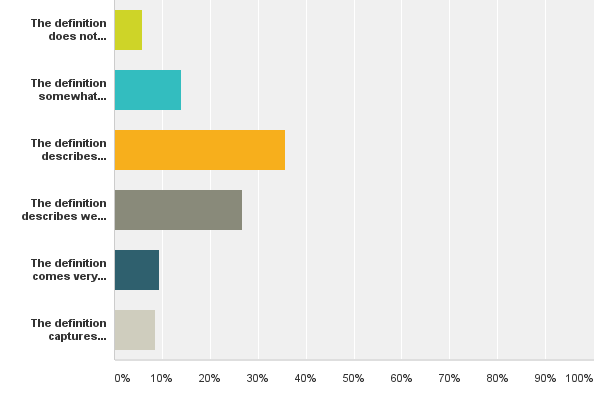 The definition
does not...
The definition
somewhat...
The definition
describes...
The definition
describes we...
The definition
comes very...
The definition
captures...
0% 10% 20% 30% 40% 50% 60% 70% 80% 90% 100%